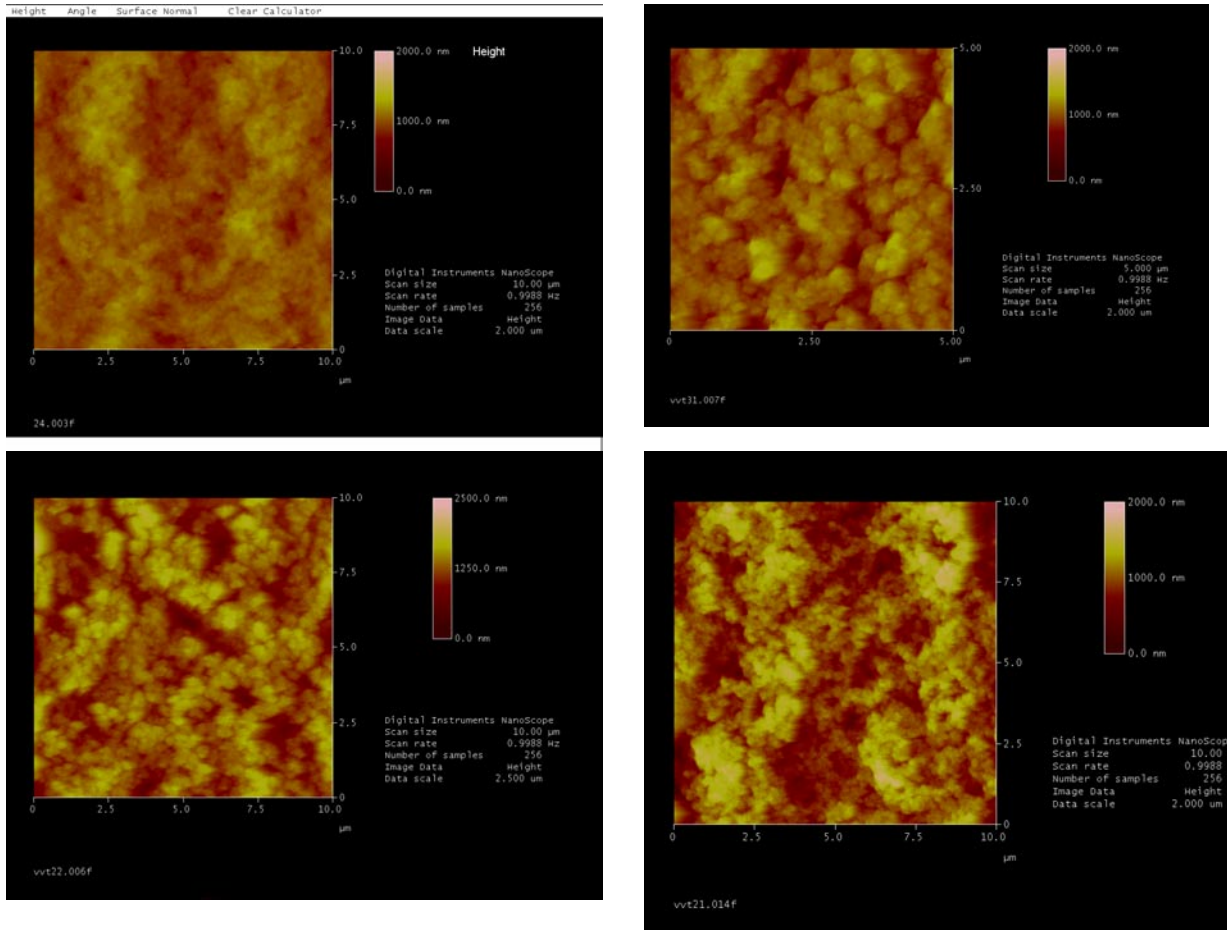 Height Angle Surface Normal Clear Calculator
10.0
7.5
5.0
2.5
0
0 2.5 5.0 7.5 10.0
µm
2000.0 nm
1000.0 nm
0.0 nm
Height
Digital Instruments NanoScope
Scan size 10.00 µm
Scan rate 0.9988 Hz
Number of samples 256
Image Data Height
Data scale 2.000 um
24.003f
5.00
2.50
0
0 2.50 5.00
µm
2000.0 nm
1000.0 nm
0.0 nm
Digital Instruments NanoScope
Scan size 5.000 µm
Scan rate 0.9988 Hz
Number of samples 256
Image Data Height
Data scale 2.000 um
vvt31.007f
10.0
7.5
5.0
2.5
0
0 2.5 5.0 7.5 10.0
µm
2500.0 nm
1250.0 nm
0.0 nm
Digital Instruments NanoScope
Scan size 10.00 µm
Scan rate 0.9988 Hz
Number of samples 256
Image Data Height
Data scale 2.500 um
vvt22.006f
10.0
7.5
5.0
2.5
0
0 2.5 5.0 7.5 10.0
µm
2000.0 nm
1000.0 nm
0.0 nm
Digital Instruments NanoScop
Scan size 10.00
Scan rate 0.9988
Number of samples 256
Image Data Height
Data scale 2.000 um
vvt21.014f